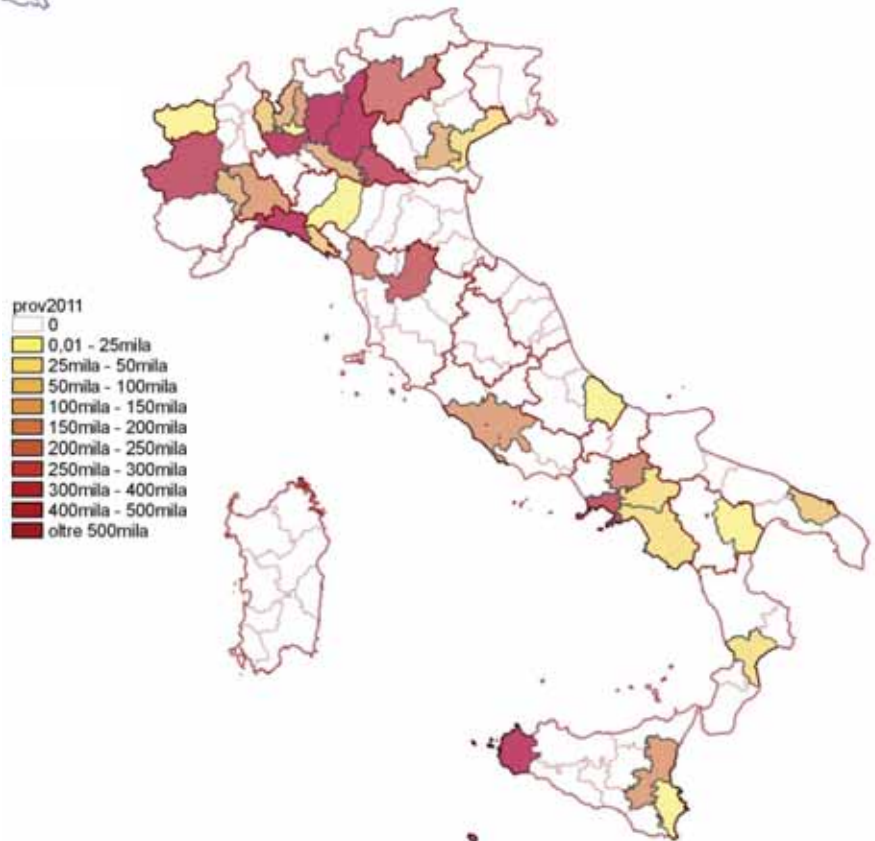 prov2011
0
0,01 - 25mila
25mila - 50mila
50mila - 100mila
100mila - 150mila
150mila - 200mila
200mila - 250mila
250mila - 300mila
300mila - 400mila
400mila - 500mila
oltre 500mila